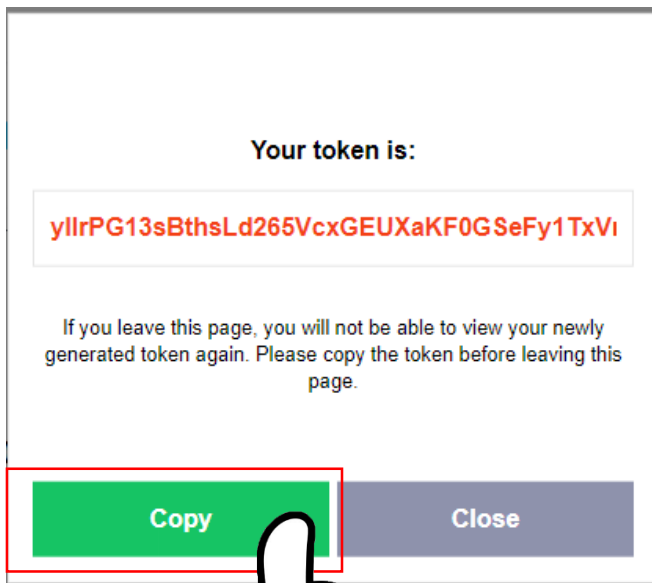 Your token is:
If you leave this page, you will not be able to view your newly
generated token again. Please copy the token before leaving this
page.
Copy
Close